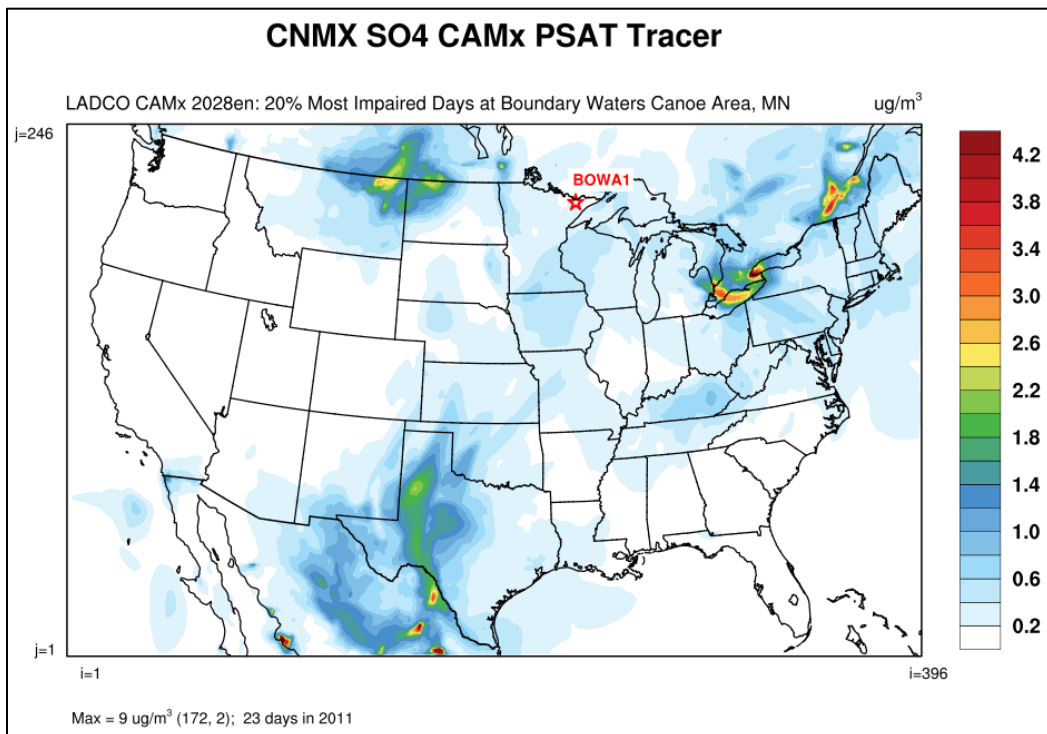 CNMX SO4 CAMx PSAT Tracer
LADCO CAMx 2028en: 20% Most Impaired Days at Boundary Waters Canoe Area, MN ug/m³
j=246
BOWA1
4.2
3.8
3.4
3.0
2.6
2.2
1.8
1.4
1.0
0.6
0.2
j=1
i=1 i=396
Max = 9 ug/m³ (172, 2); 23 days in 2011